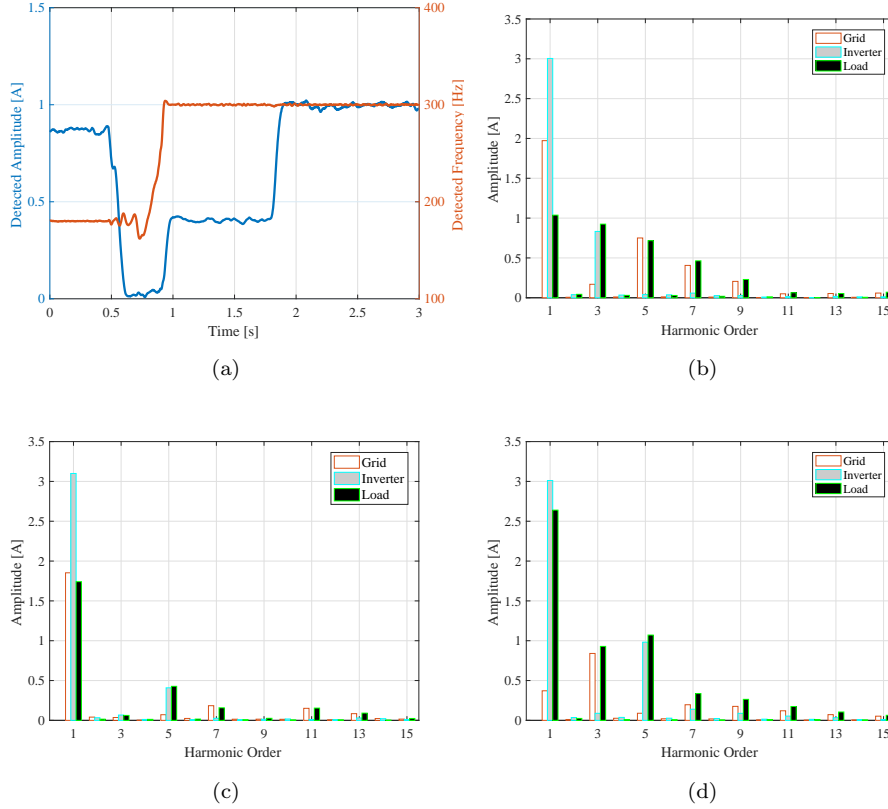 1.5
1
0.5
0
Detected Amplitude [A]
400
300
200
100
Detected Frequency [Hz]
0 0.5 1 1.5 2 2.5 3
Time [s]
(a)
3.5
3
2.5
2
1.5
1
0.5
0
Amplitude [A]
Grid
Inverter
Load
1 3 5 7 9 11 13 15
Harmonic Order
(b)
3.5
3
2.5
2
1.5
1
0.5
0
Amplitude [A]
Grid
Inverter
Load
1 3 5 7 9 11 13 15
Harmonic Order
(c)
3.5
3
2.5
2
1.5
1
0.5
0
Amplitude [A]
Grid
Inverter
Load
1 3 5 7 9 11 13 15
Harmonic Order
(d)